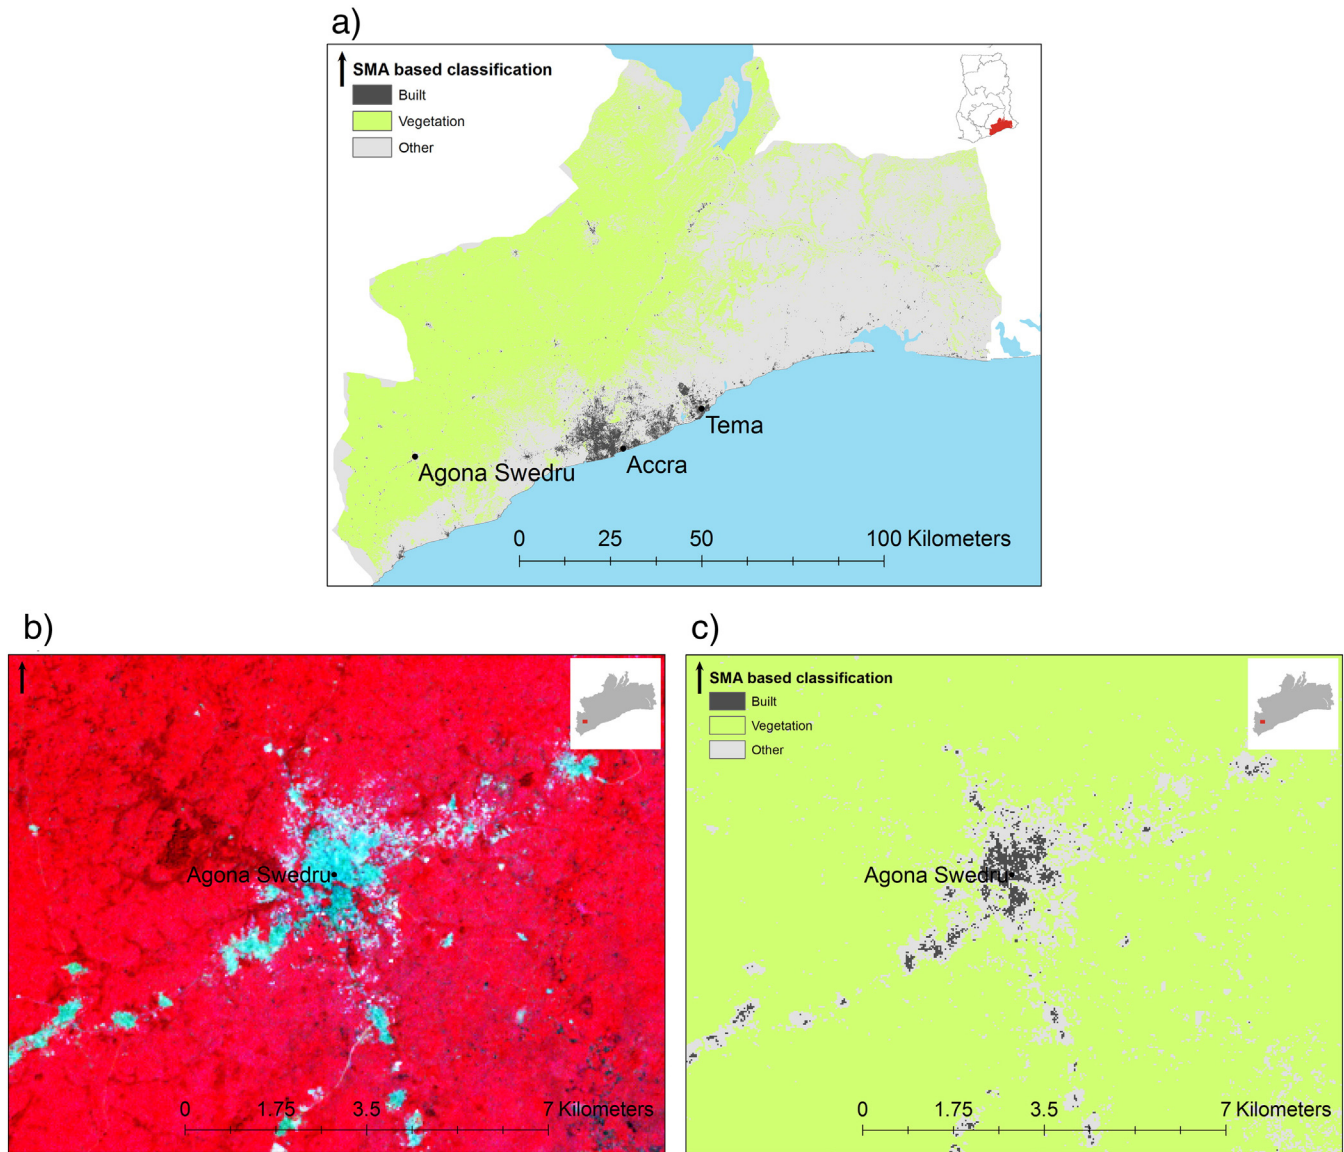 a)
SMA based classification
Built
Vegetation
Other
Tema
Accra
Agona Swedru
0 25 50 100 Kilometers
b)
Agona Swedru
0 1.75 3.5 7 Kilometers
c)
SMA based classification
Built
Vegetation
Other
Agona Swedru
0 1.75 3.5 7 Kilometers